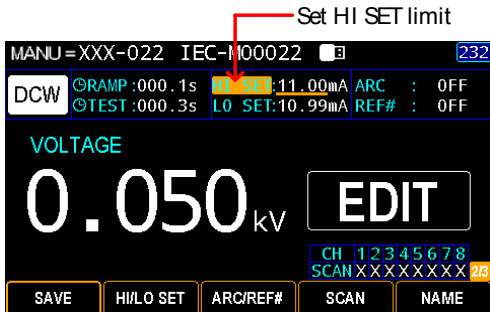 Set HI SET limit
MANU=XXX-022 IEC-M00022 232
DCW RAMP:000.1s HI SET:11.00mA ARC : OFF
TEST:000.3s LO SET:10.99mA REF# : OFF
VOLTAGE
0.050kV EDIT
CH 1 2 3 4 5 6 7 8
SCAN X X X X X X X X 2/3
SAVE HI/LO SET ARC/REF# SCAN NAME